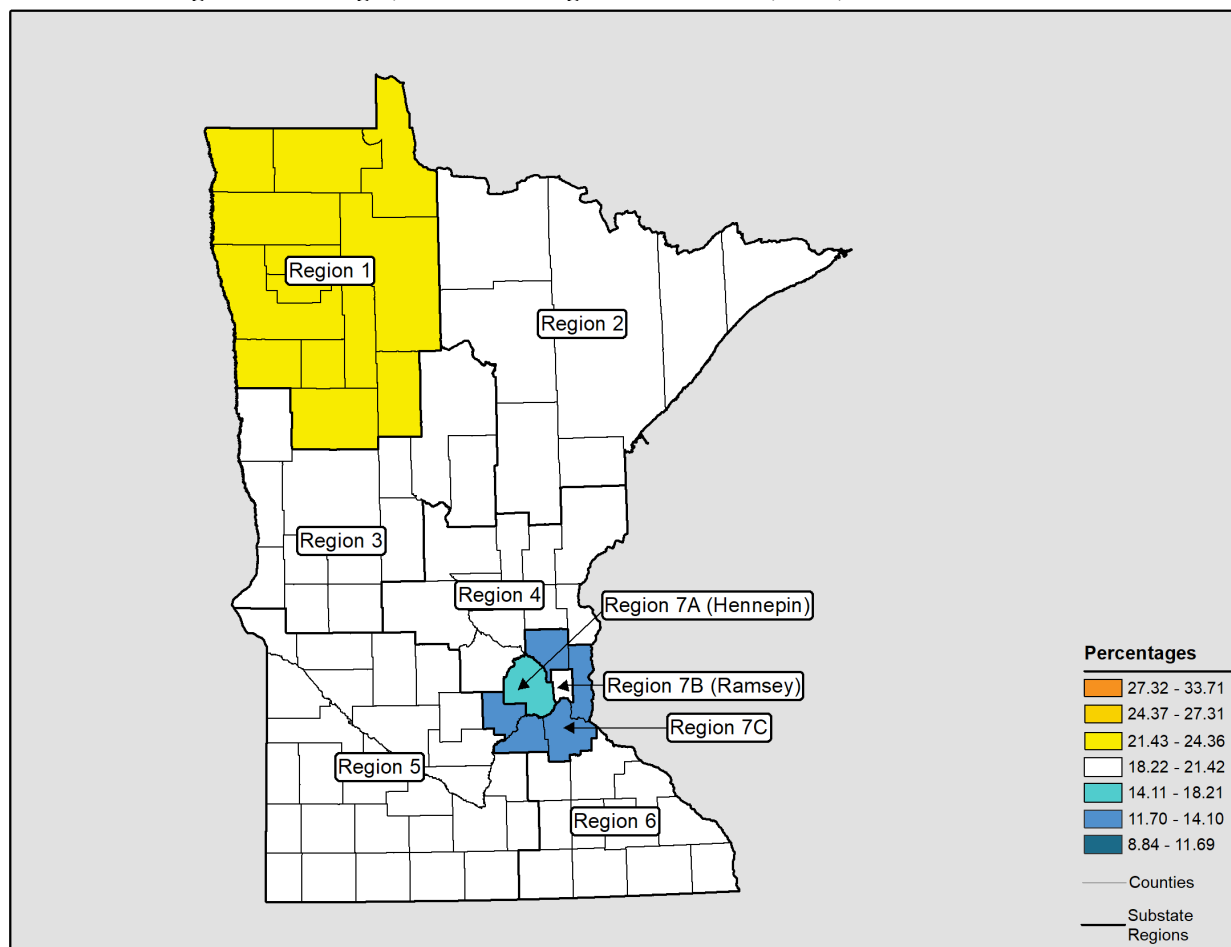 Region 1
Region 2
Region 3
Region 4
Region 7A (Hennepin)
Region 7B (Ramsey)
Region 7C
Region 5
Region 6
Percentages
27.32 - 33.71
24.37 - 27.31
21.43 - 24.36
18.22 - 21.42
14.11 - 18.21
11.70 - 14.10
8.84 - 11.69
Counties
Substate
Regions